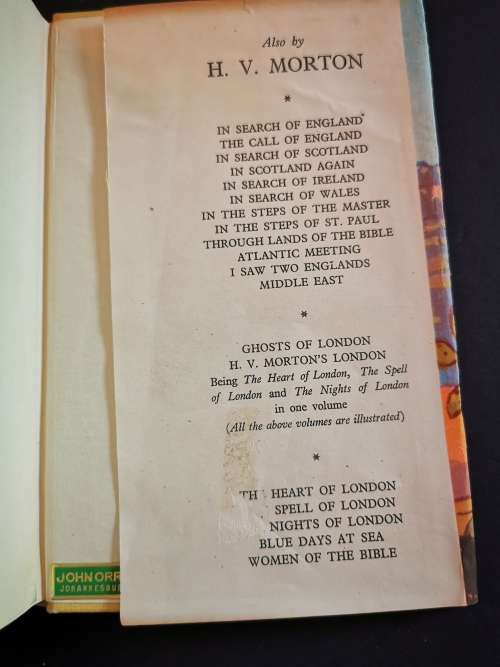 Also by
H. V. MORTON
*
IN SEARCH OF ENGLAND
THE CALL OF ENGLAND
IN SEARCH OF SCOTLAND
IN SCOTLAND AGAIN
IN SEARCH OF IRELAND
IN SEARCH OF WALES
IN THE STEPS OF THE MASTER
IN THE STEPS OF ST. PAUL
THROUGH LANDS OF THE BIBLE
ATLANTIC MEETING
I SAW TWO ENGLANDS
MIDDLE EAST
*
GHOSTS OF LONDON
H. V. MORTON'S LONDON
Being The Heart of London, The Spell
of London and The Nights of London
in one volume
(All the above volumes are illustrated)
*
TH HEART OF LONDON
SPELL OF LONDON
NIGHTS OF LONDON
BLUE DAYS AT SEA
WOMEN OF THE BIBLE
JOHN ORR
JOHANNESBU